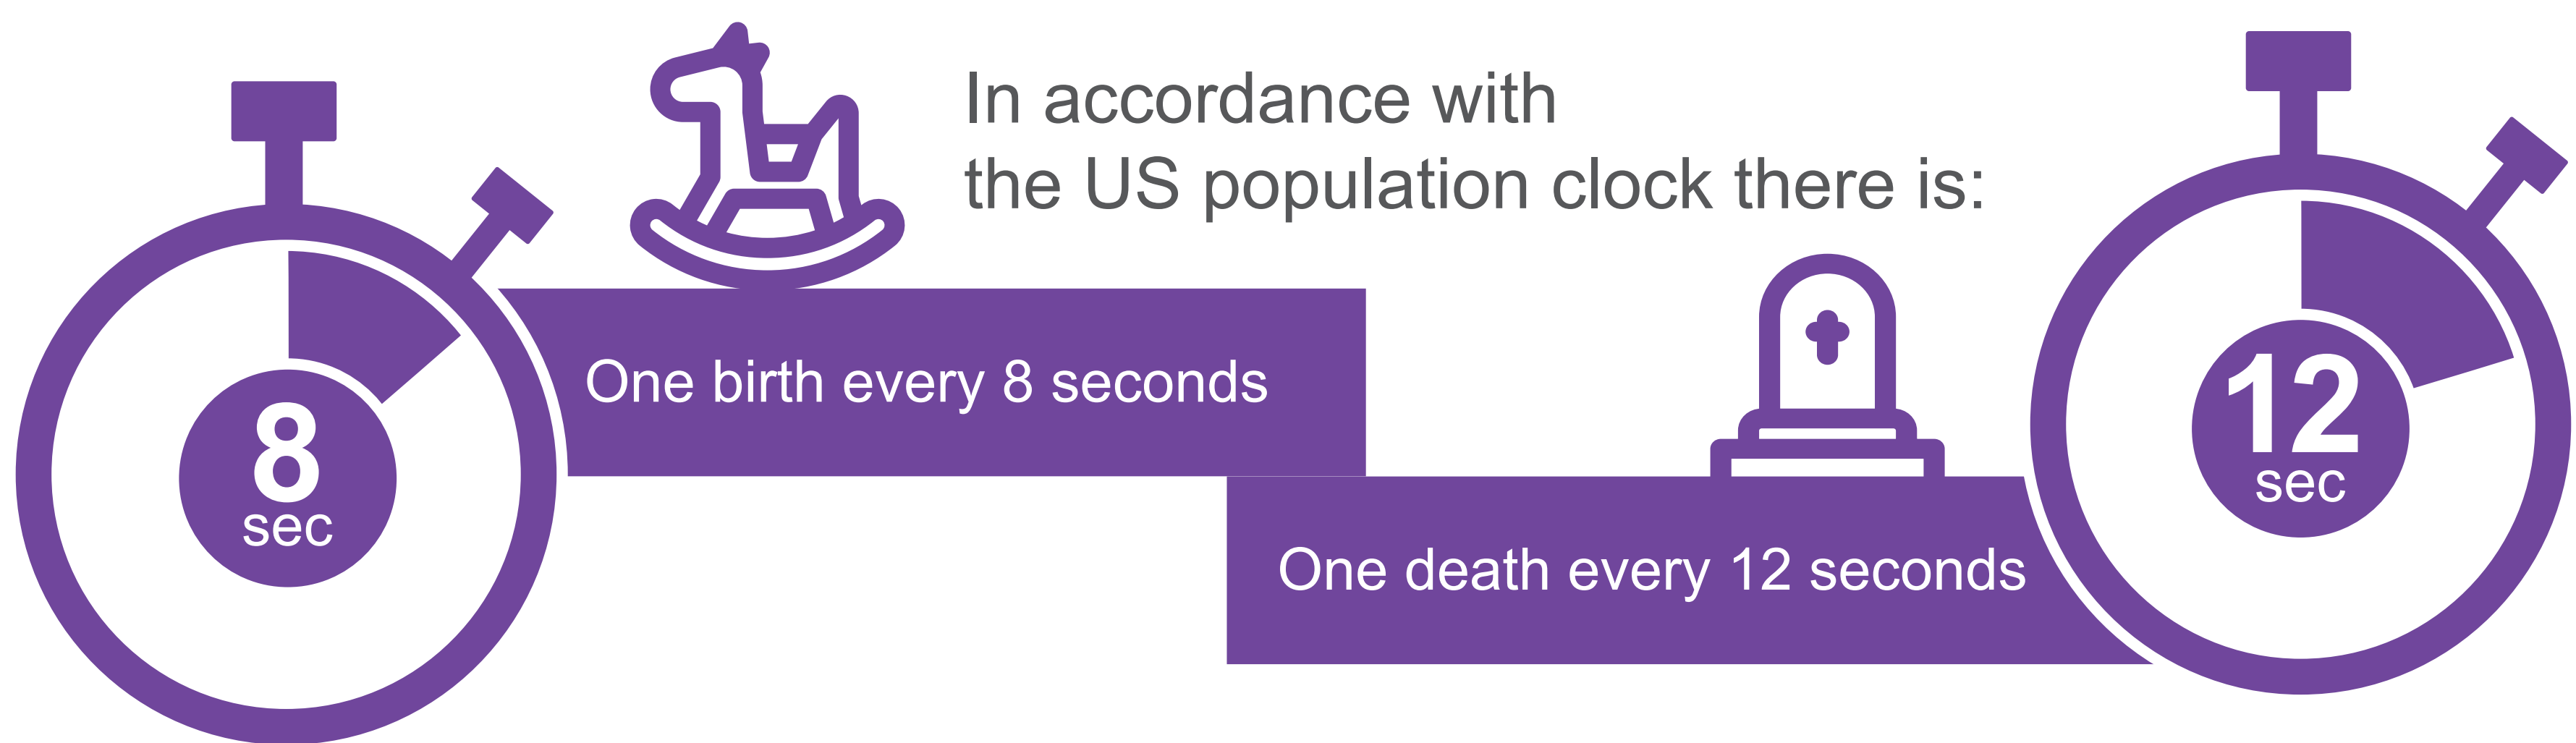 In accordance with
the US population clock there is:
8
sec
One birth every 8 seconds
12
sec
One death every 12 seconds